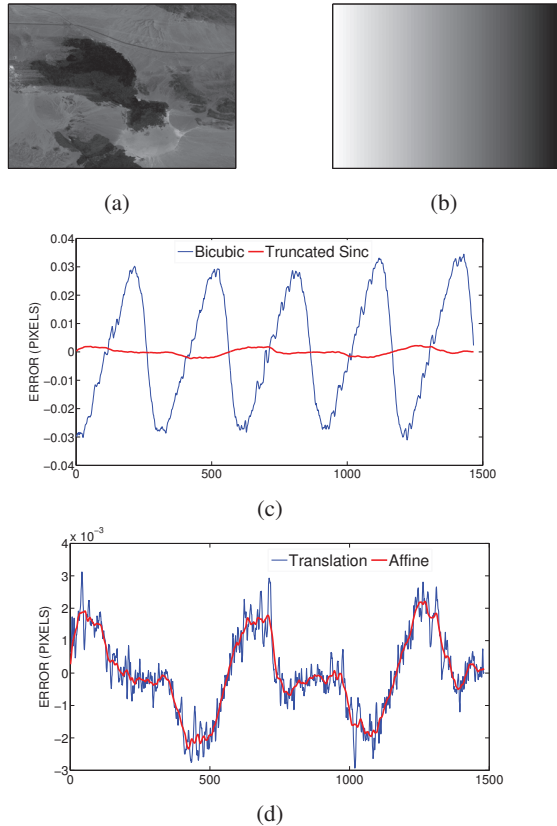 (a)
(b)
Bicubic Truncated Sinc
0.04
0.03
0.02
0.01
0
−0.01
−0.02
−0.03
−0.04
ERROR (PIXELS)
0 500 1000 1500
(c)
x 10⁻³
Translation Affine
4
3
2
1
0
−1
−2
−3
ERROR (PIXELS)
0 500 1000 1500
(d)